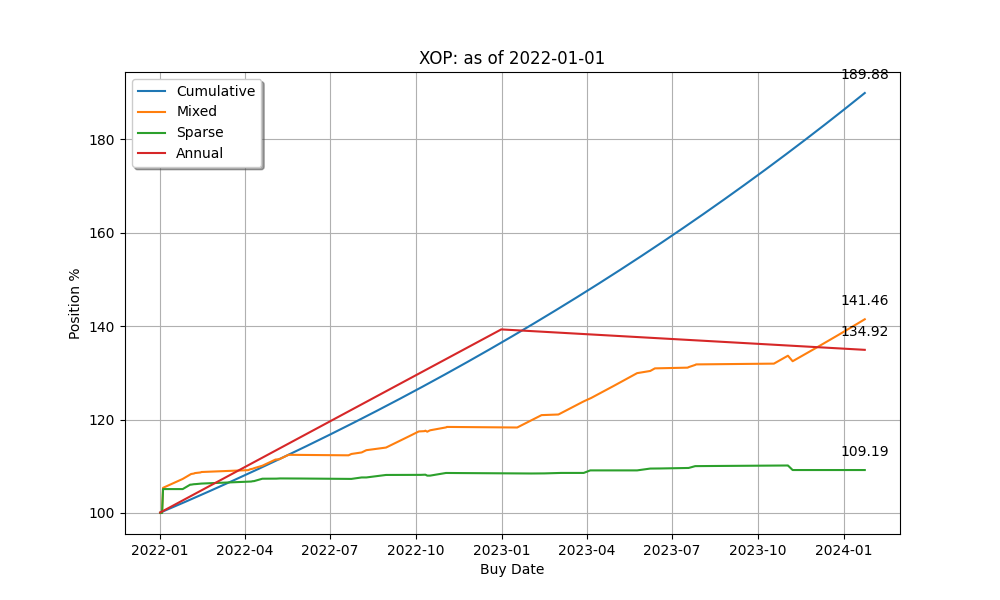 XOP: as of 2022-01-01
189.88
Cumulative
Mixed
Sparse
Annual
180
160
141.46
140
134.92
120
109.19
100
Position %
2022-01
2022-04
2022-07
2022-10
2023-01
2023-04
2023-07
2023-10
2024-01
Buy Date